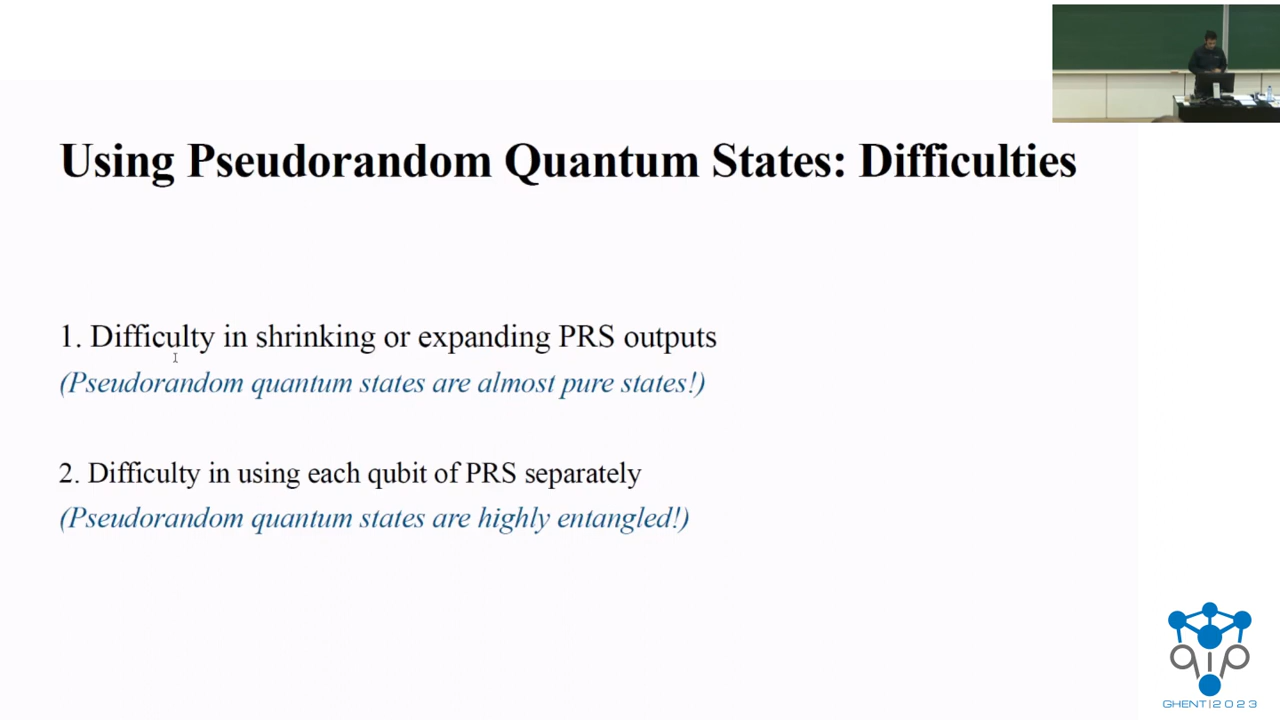 Using Pseudorandom Quantum States: Difficulties
1. Difficulty in shrinking or expanding PRS outputs
(Pseudorandom quantum states are almost pure states!)
2. Difficulty in using each qubit of PRS separately
(Pseudorandom quantum states are highly entangled!)
qip
GHENT|2023